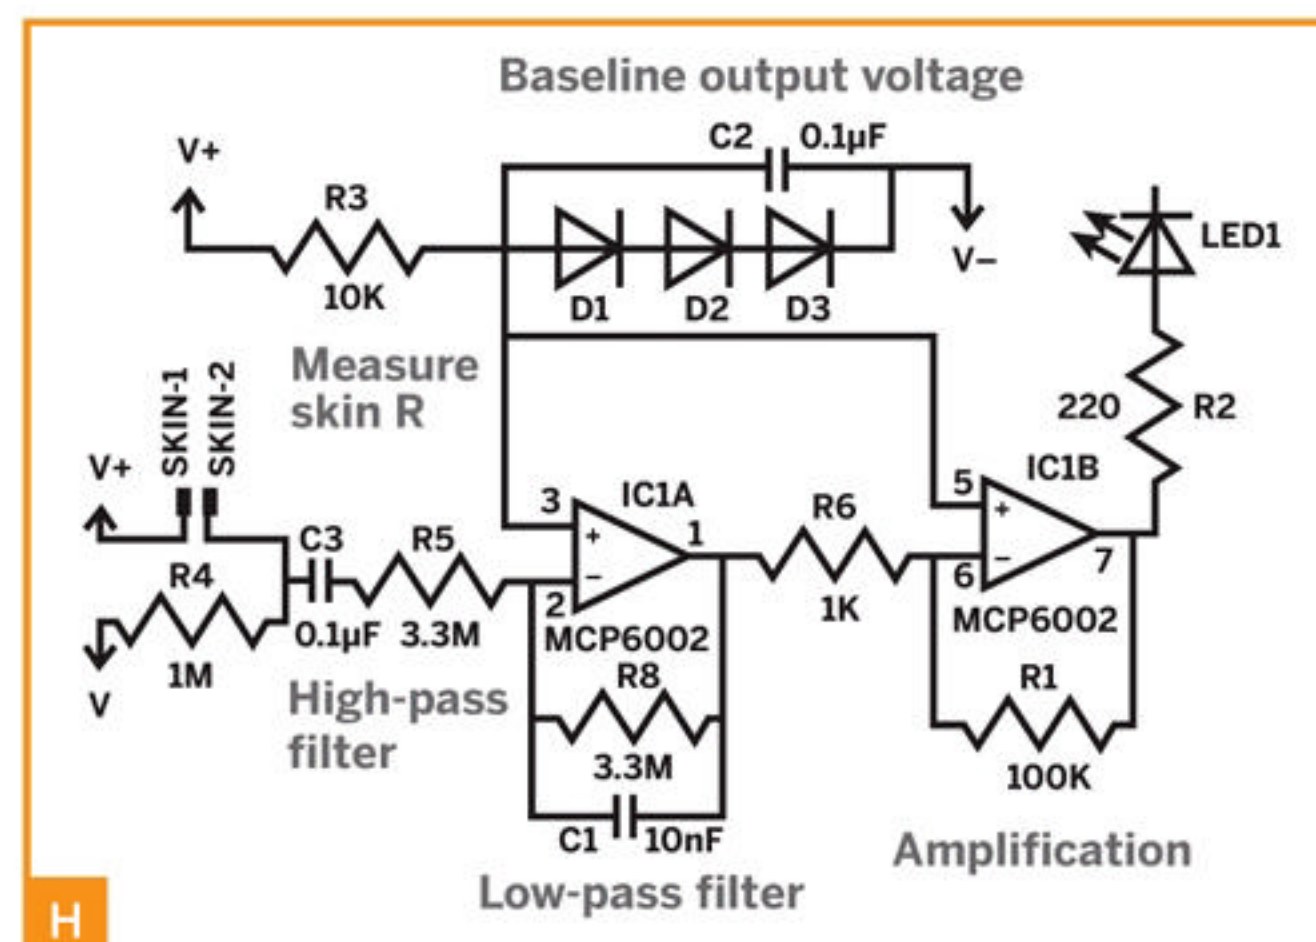 Baseline output voltage
C2 0.1µF
V+
R3
10K
D1 D2 D3
V−
LED1
Measure
skin R
SKIN-1
SKIN-2
V+
220 R2
IC1B
5
+
−
6
7
MCP6002
IC1A
3
+
−
2
1
MCP6002
R6
1K
C3
0.1µF
R5
3.3M
R4
1M
V
R8
3.3M
R1
100K
High-pass
filter
C1 10nF
Low-pass filter
Amplification
H